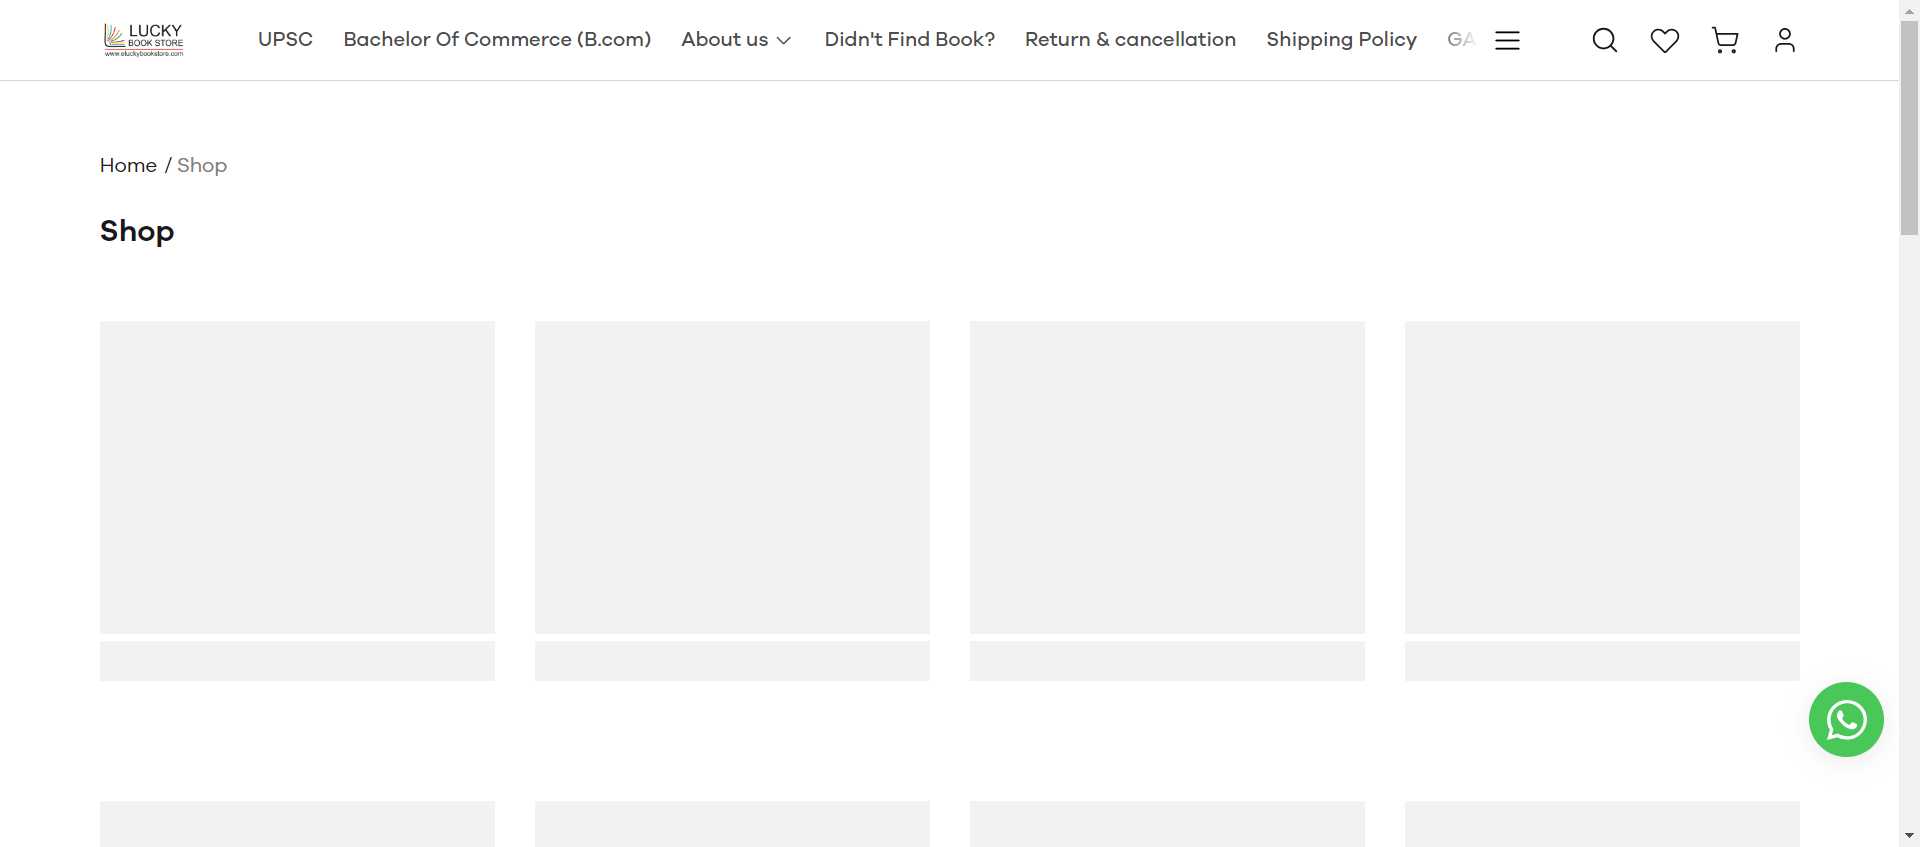 LUCKY
BOOK STORE
www.eluckybookstore.com
UPSC
Bachelor Of Commerce (B.com)
About us
Didn't Find Book?
Return & cancellation
Shipping Policy
GA
Home / Shop
Shop